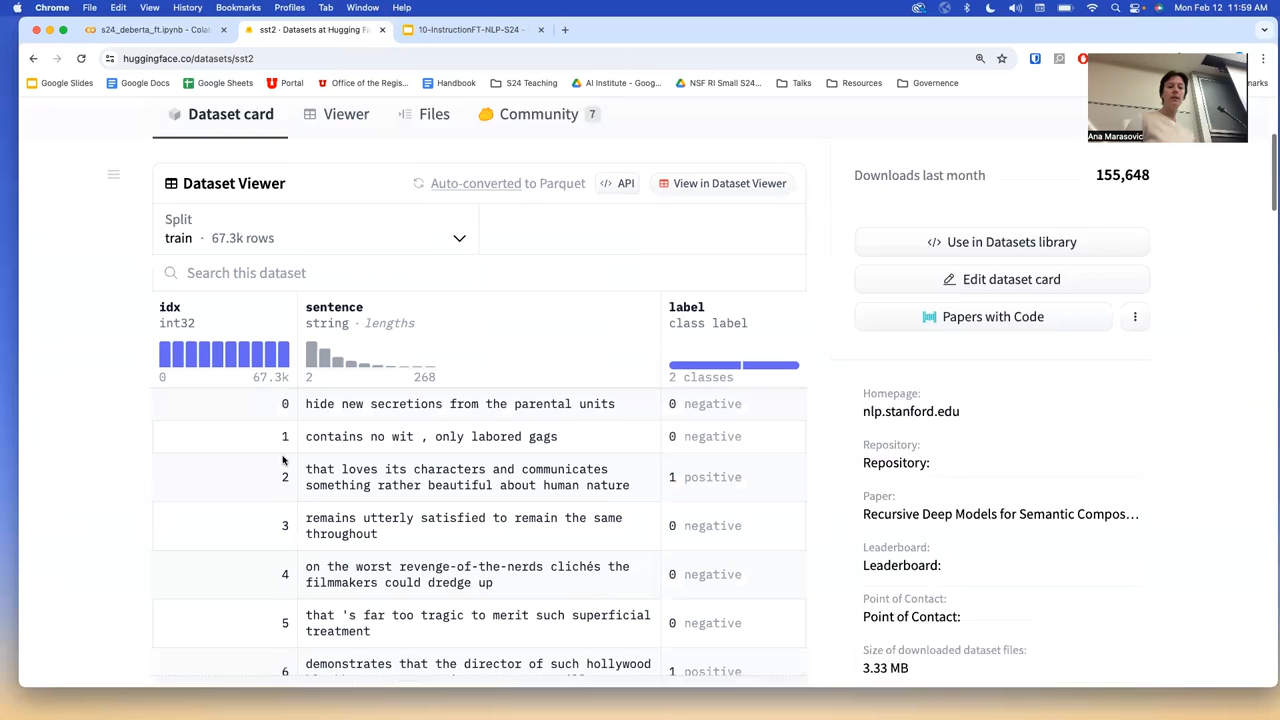 Chrome File Edit View History Bookmarks Profiles Tab Window Help Mon Feb 12 11:59 AM
s24_deberta_ft.ipynb - Colab sst2 · Datasets at Hugging Fa 10-InstructionFT-NLP-S24 -
huggingface.co/datasets/sst2
Google Slides Google Docs Google Sheets Portal Office of the Regis... Handbook S24 Teaching AI Institute - Goog... NSF RI Small S24... Talks Resources Governence
Ana Marasovic
Dataset card Viewer Files Community 7
Dataset Viewer Auto-converted to Parquet API View in Dataset Viewer
Split
train · 67.3k rows
Search this dataset
idx sentence label
int32 string · lengths class label
0 67.3k 2 268 2 classes
0 hide new secretions from the parental units 0 negative
1 contains no wit , only labored gags 0 negative
2 that loves its characters and communicates something rather beautiful about human nature 1 positive
3 remains utterly satisfied to remain the same throughout 0 negative
4 on the worst revenge-of-the-nerds clichés the filmmakers could dredge up 0 negative
5 that 's far too tragic to merit such superficial treatment 0 negative
6 demonstrates that the director of such hollywood 1 positive
Downloads last month 155,648
Use in Datasets library
Edit dataset card
Papers with Code
Homepage:
nlp.stanford.edu
Repository:
Repository:
Paper:
Recursive Deep Models for Semantic Compos...
Leaderboard:
Leaderboard:
Point of Contact:
Point of Contact:
Size of downloaded dataset files:
3.33 MB